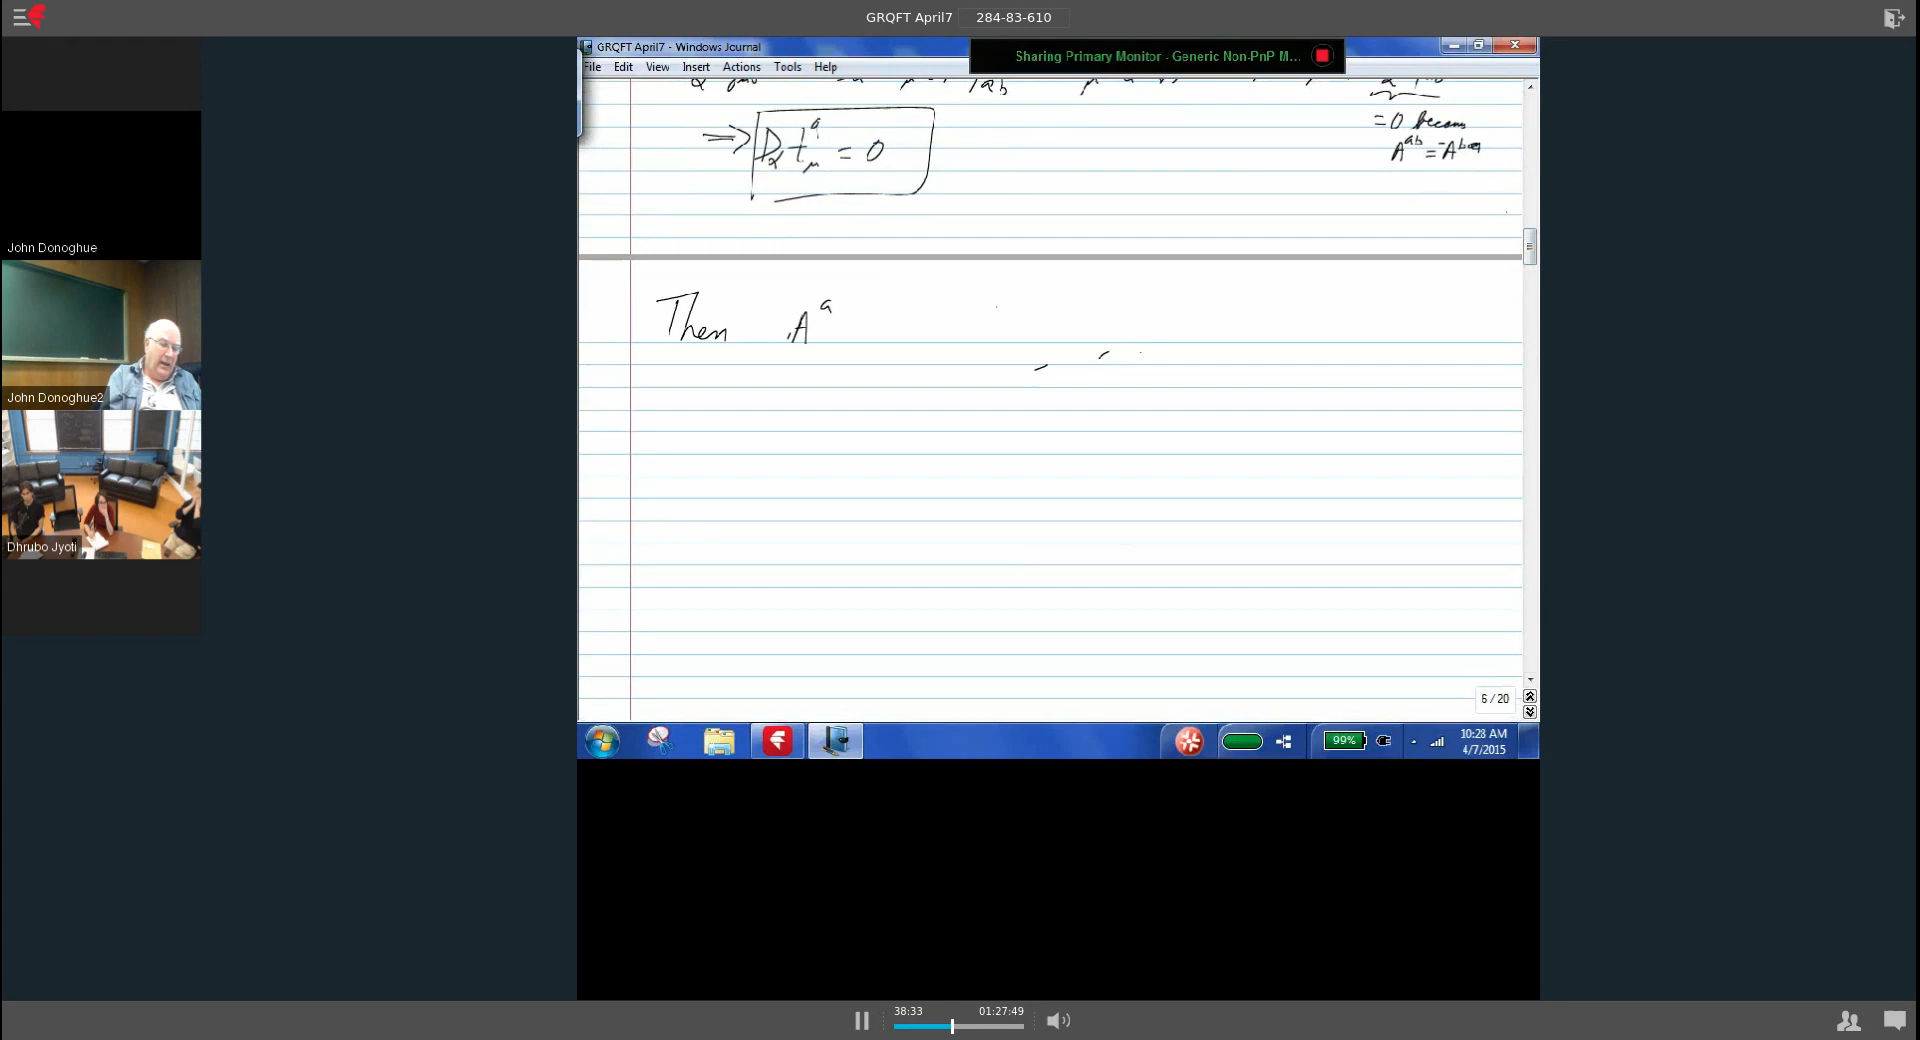 GRQFT April7 284-83-610
GRQFT April7 - Windows Journal
Sharing Primary Monitor - Generic Non-PnP M...
File Edit View Insert Actions Tools Help
⇒ D_α t^a_μ = 0
= 0 because
A^{ab} = -A^{ba}
John Donoghue
Then A^a
John Donoghue2
Dhrubo Jyoti
6 / 20
99%
10:28 AM
4/7/2015
38:33 01:27:49